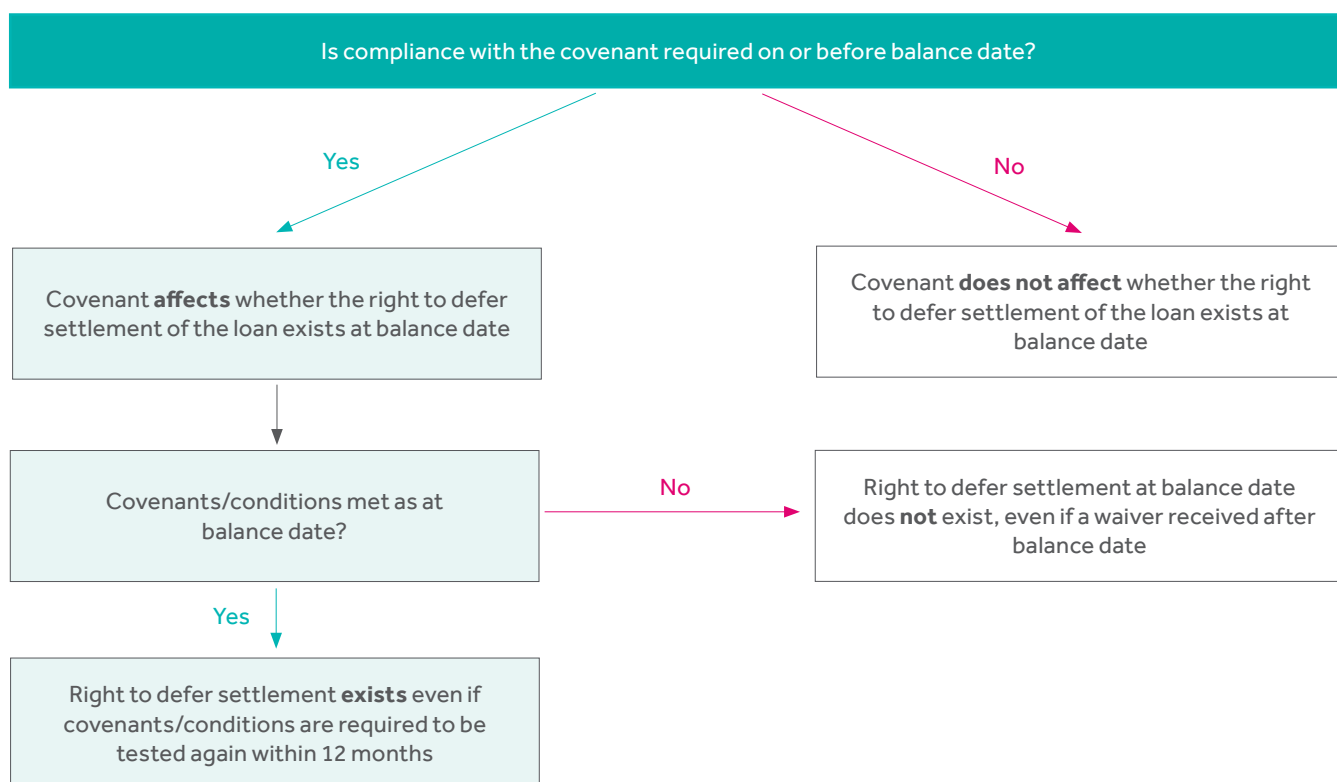 Is compliance with the covenant required on or before balance date?
Yes
No
Covenant affects whether the right to defer
settlement of the loan exists at balance date
Covenant does not affect whether the right
to defer settlement of the loan exists at
balance date
Covenants/conditions met as at
balance date?
No
Right to defer settlement at balance date
does not exist, even if a waiver received after
balance date
Yes
Right to defer settlement exists even if
covenants/conditions are required to be
tested again within 12 months